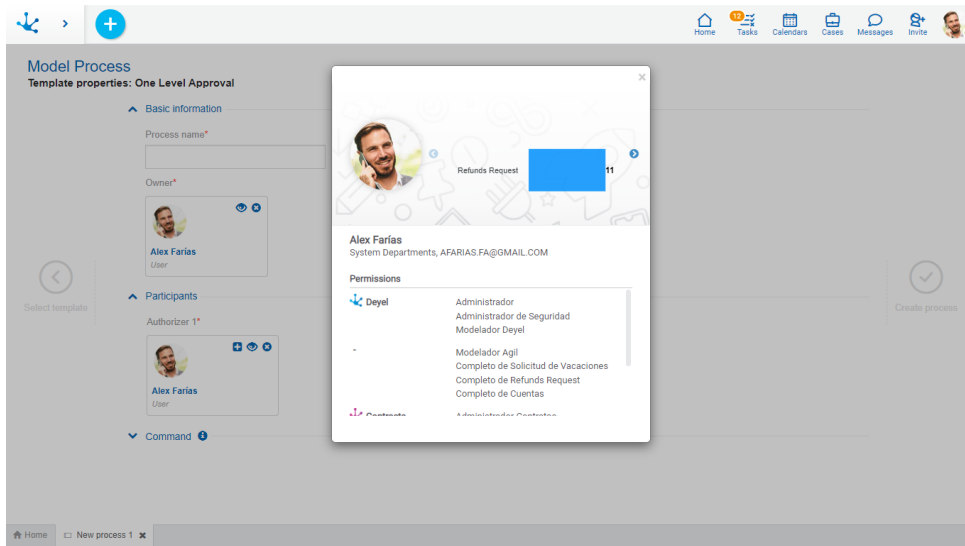 12
Home
Tasks
Calendars
Cases
Messages
Invite
Model Process
Template properties: One Level Approval
Basic information
Process name*
Owner*
Alex Farías
User
Select template
Participants
Authorizer 1*
Alex Farías
User
Command
Create process
×
Refunds Request
11
Alex Farías
System Departments, AFARIAS.FA@GMAIL.COM
Permissions
Deyel
Administrador
Administrador de Seguridad
Modelador Deyel
-
Modelador Agil
Completo de Solicitud de Vacaciones
Completo de Refunds Request
Completo de Cuentas
Contracts
Administrador Contratos
Home
New process 1